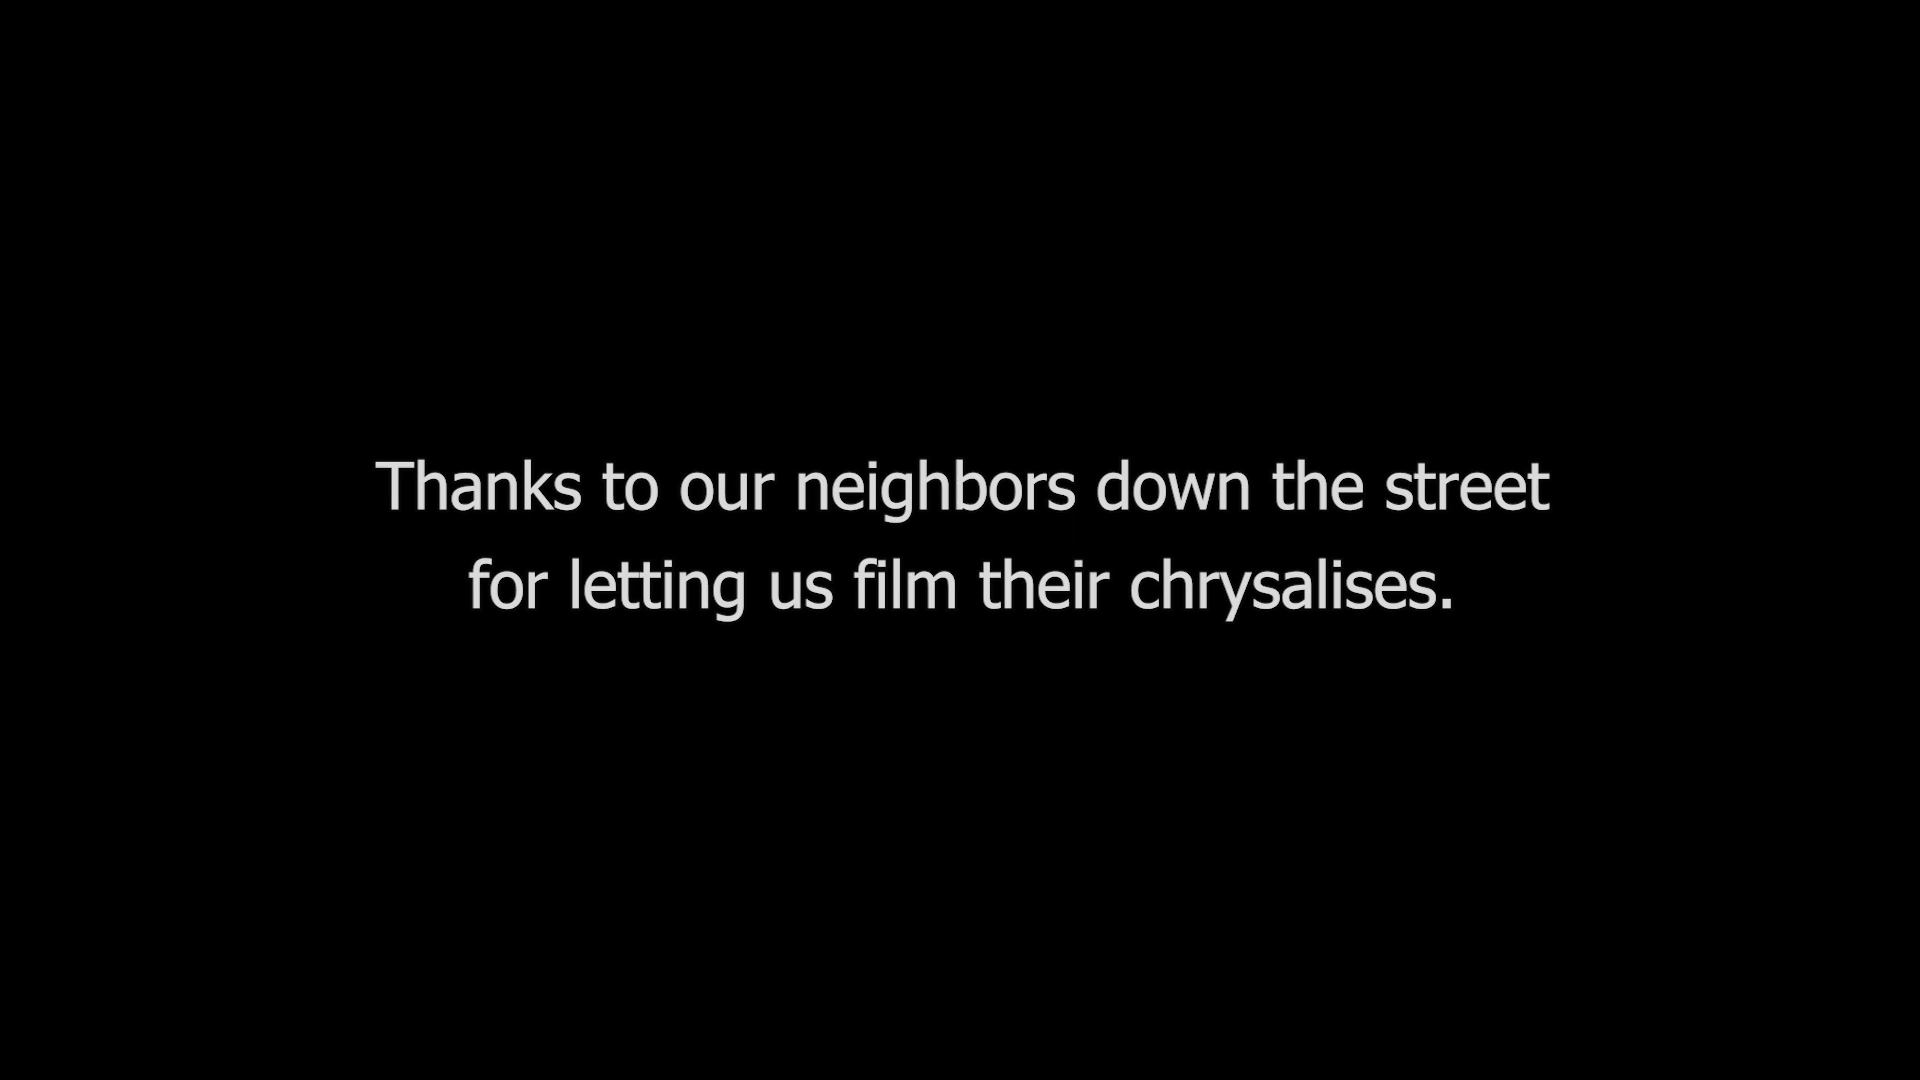 Thanks to our neighbors down the street
for letting us film their chrysalises.